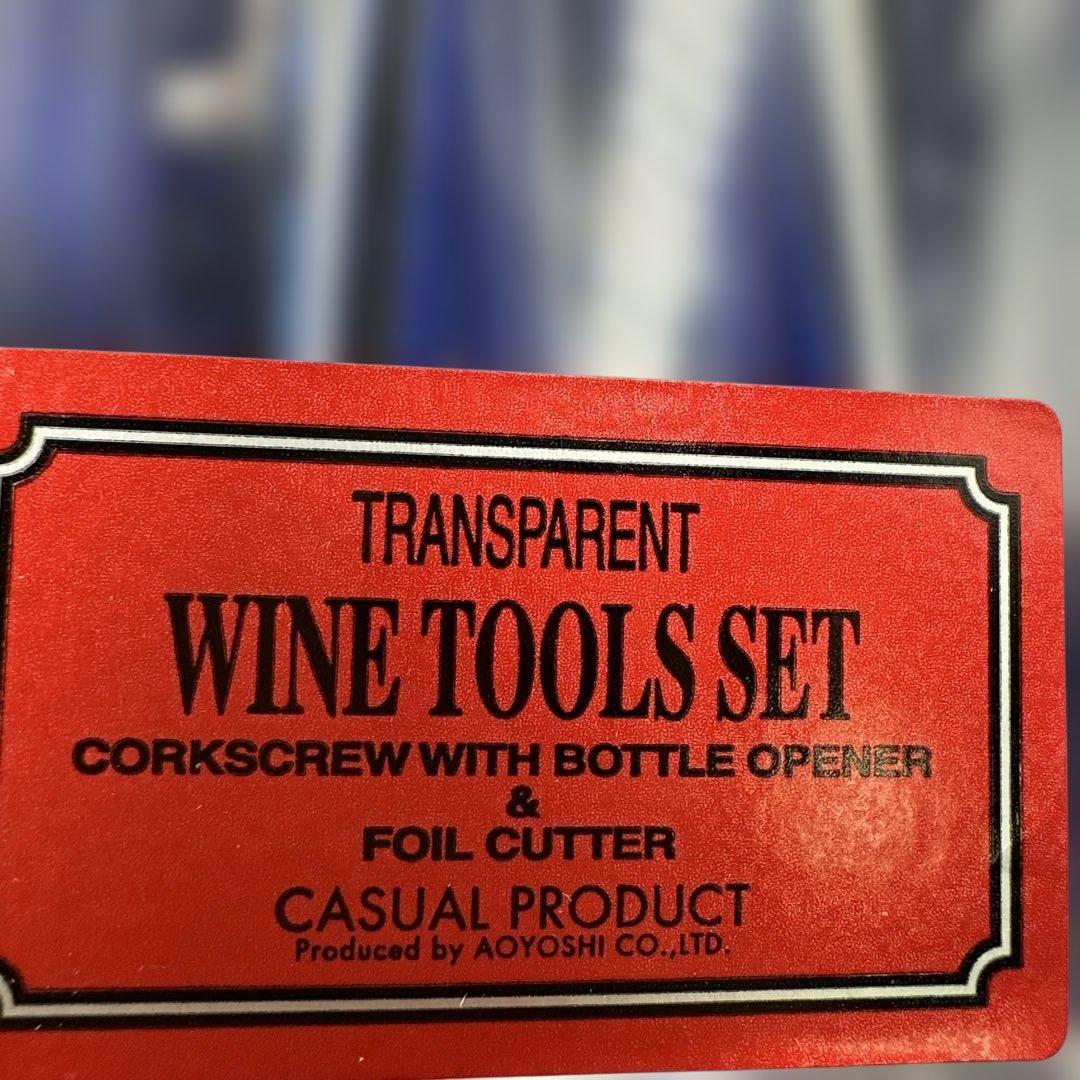 TRANSPARENT
WINE TOOLS SET
CORKSCREW WITH BOTTLE OPENER
&
FOIL CUTTER
CASUAL PRODUCT
Produced by AOYOSHI CO.,LTD.